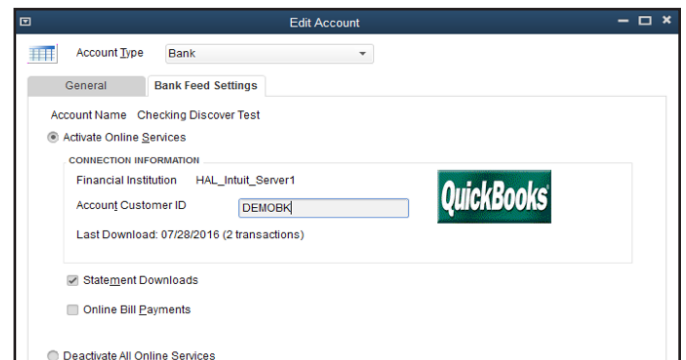 Edit Account
Account Type Bank
General Bank Feed Settings
Account Name Checking Discover Test
Activate Online Services
CONNECTION INFORMATION
Financial Institution HAL_Intuit_Server1
QuickBooks
Account Customer ID DEMOBK
Last Download: 07/28/2016 (2 transactions)
Statement Downloads
Online Bill Payments
Deactivate All Online Services